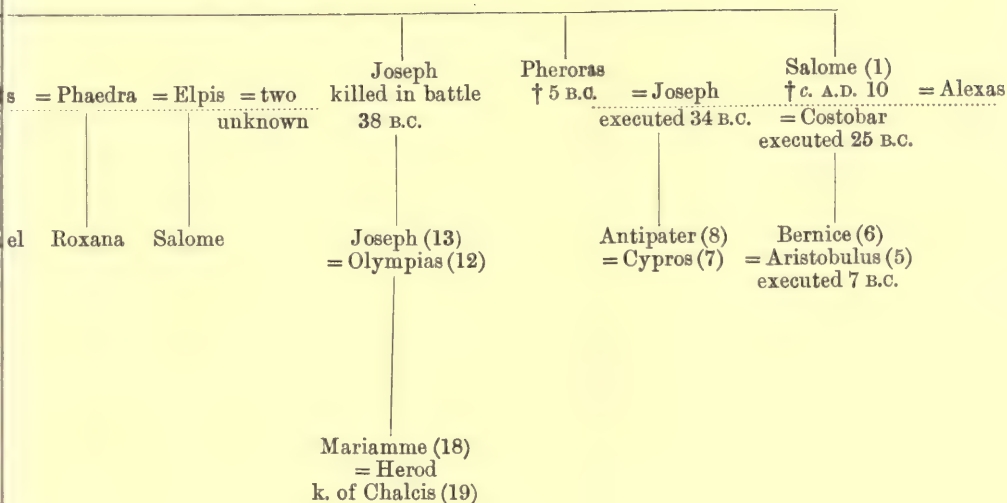 Joseph Pheroras Salome (1)
s = Phaedra = Elpis = two killed in battle † 5 B.C. = Joseph † c. A.D. 10 = Alexas
unknown 38 B.C. executed 34 B.C. = Costobar
executed 25 B.C.
el Roxana Salome Joseph (13) Antipater (8) Bernice (6)
= Olympias (12) = Cypros (7) = Aristobulus (5)
executed 7 B.C.
Mariamme (18)
= Herod
k. of Chalcis (19)